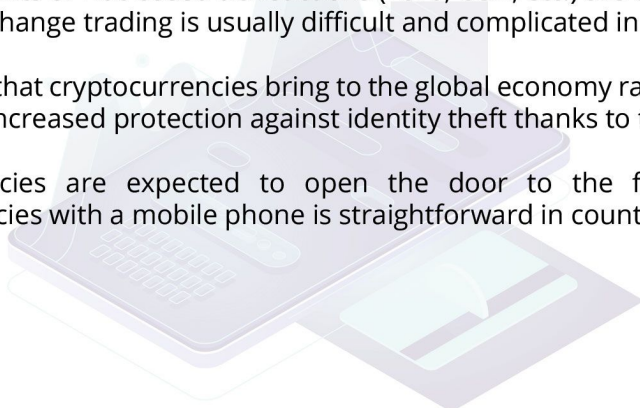 hange trading is usually difficult and complicated in
that cryptocurrencies bring to the global economy ra
ncreased protection against identity theft thanks to
cies are expected to open the door to the f
cies with a mobile phone is straightforward in count